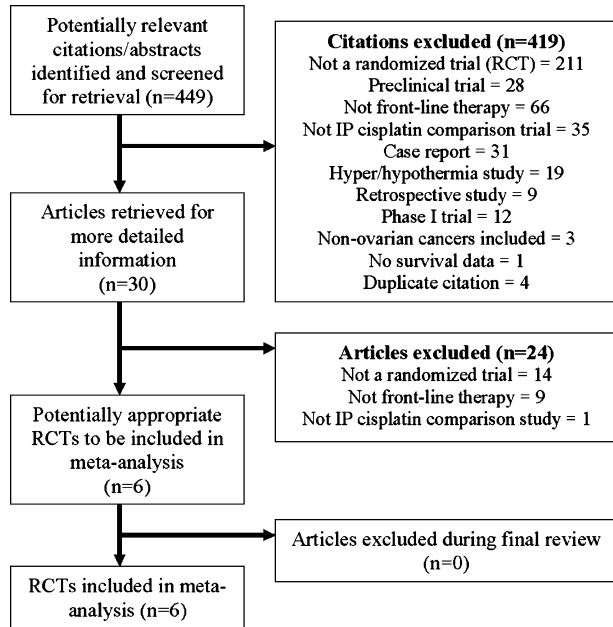 Potentially relevant
citations/abstracts
identified and screened
for retrieval (n=449)
Citations excluded (n=419)
Not a randomized trial (RCT) = 211
Preclinical trial = 28
Not front-line therapy = 66
Not IP cisplatin comparison trial = 35
Case report = 31
Hyper/hypothermia study = 19
Retrospective study = 9
Phase I trial = 12
Non-ovarian cancers included = 3
No survival data = 1
Duplicate citation = 4
Articles retrieved for
more detailed
information
(n=30)
Articles excluded (n=24)
Not a randomized trial = 14
Not front-line therapy = 9
Not IP cisplatin comparison study = 1
Potentially appropriate
RCTs to be included in
meta-analysis
(n=6)
Articles excluded during final review
(n=0)
RCTs included in meta-
analysis (n=6)